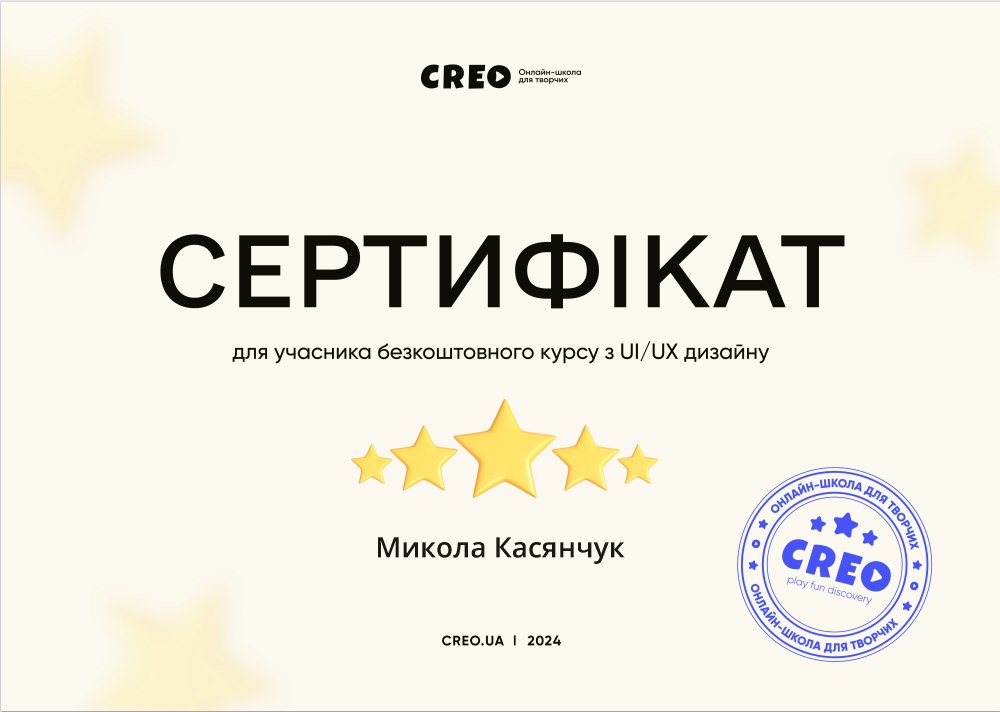 CREO
Онлайн-школа
для творчих
СЕРТИФІКАТ
для учасника безкоштовного курсу з UI/UX дизайну
Микола Касянчук
ОНЛАЙН-ШКОЛА ДЛЯ ТВОРЧИХ
CREO
play fun discovery
ОНЛАЙН-ШКОЛА ДЛЯ ТВОРЧИХ
CREO.UA | 2024